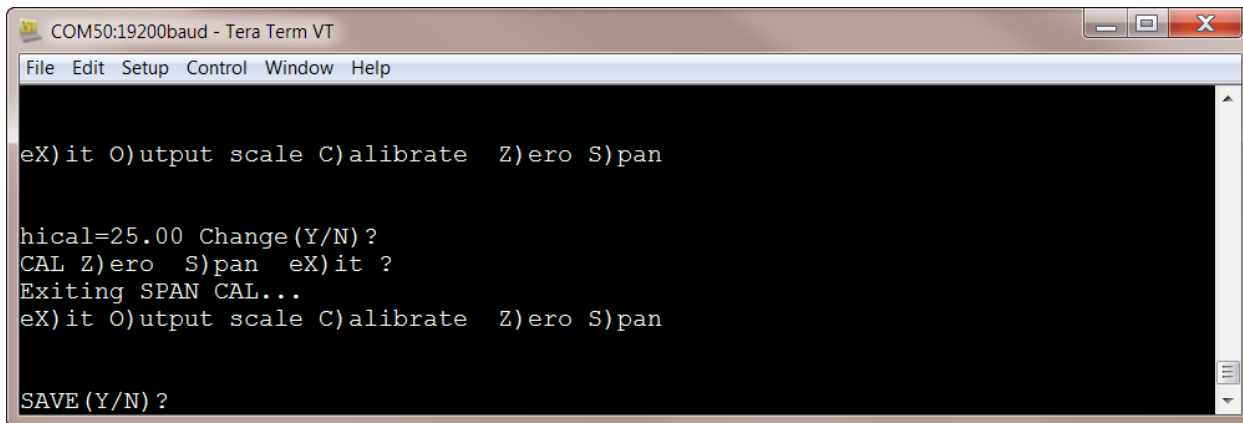 COM50:19200baud - Tera Term VT
File Edit Setup Control Window Help
eX)it O)utput scale C)alibrate  Z)ero S)pan
hical=25.00 Change(Y/N)?
CAL Z)ero  S)pan  eX)it ?
Exiting SPAN CAL...
eX)it O)utput scale C)alibrate  Z)ero S)pan
SAVE(Y/N)?